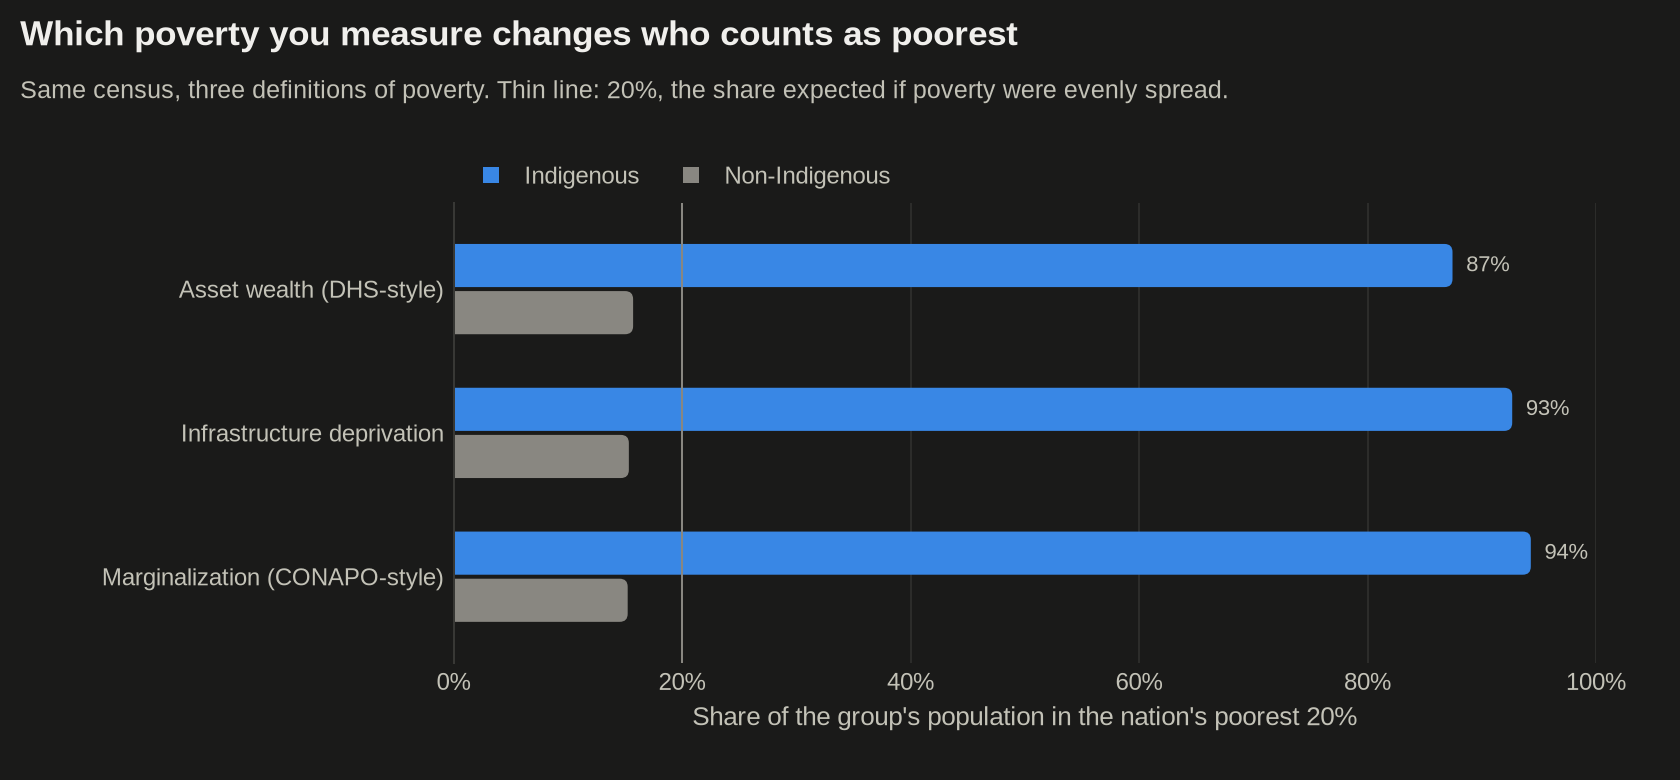 Which poverty you measure changes who counts as poorest
Same census, three definitions of poverty. Thin line: 20%, the share expected if poverty were evenly spread.
Indigenous
Non-Indigenous
Asset wealth (DHS-style)
87%
Infrastructure deprivation
93%
Marginalization (CONAPO-style)
94%
0%
20%
40%
60%
80%
100%
Share of the group's population in the nation's poorest 20%